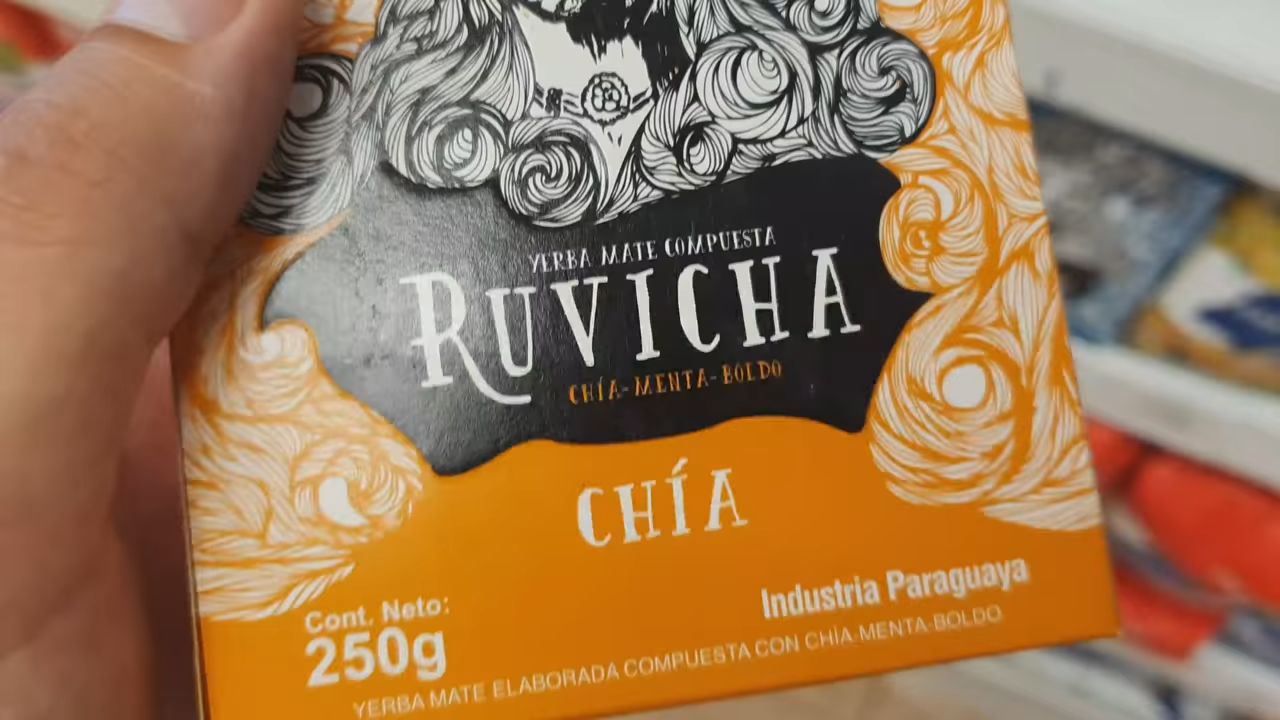 YERBA MATE COMPUESTA
RUVICHA
CHÍA-MENTA-BOLDO
CHÍA
Cont. Neto:
250g
Industria Paraguaya
YERBA MATE ELABORADA COMPUESTA CON CHÍA-MENTA-BOLDO